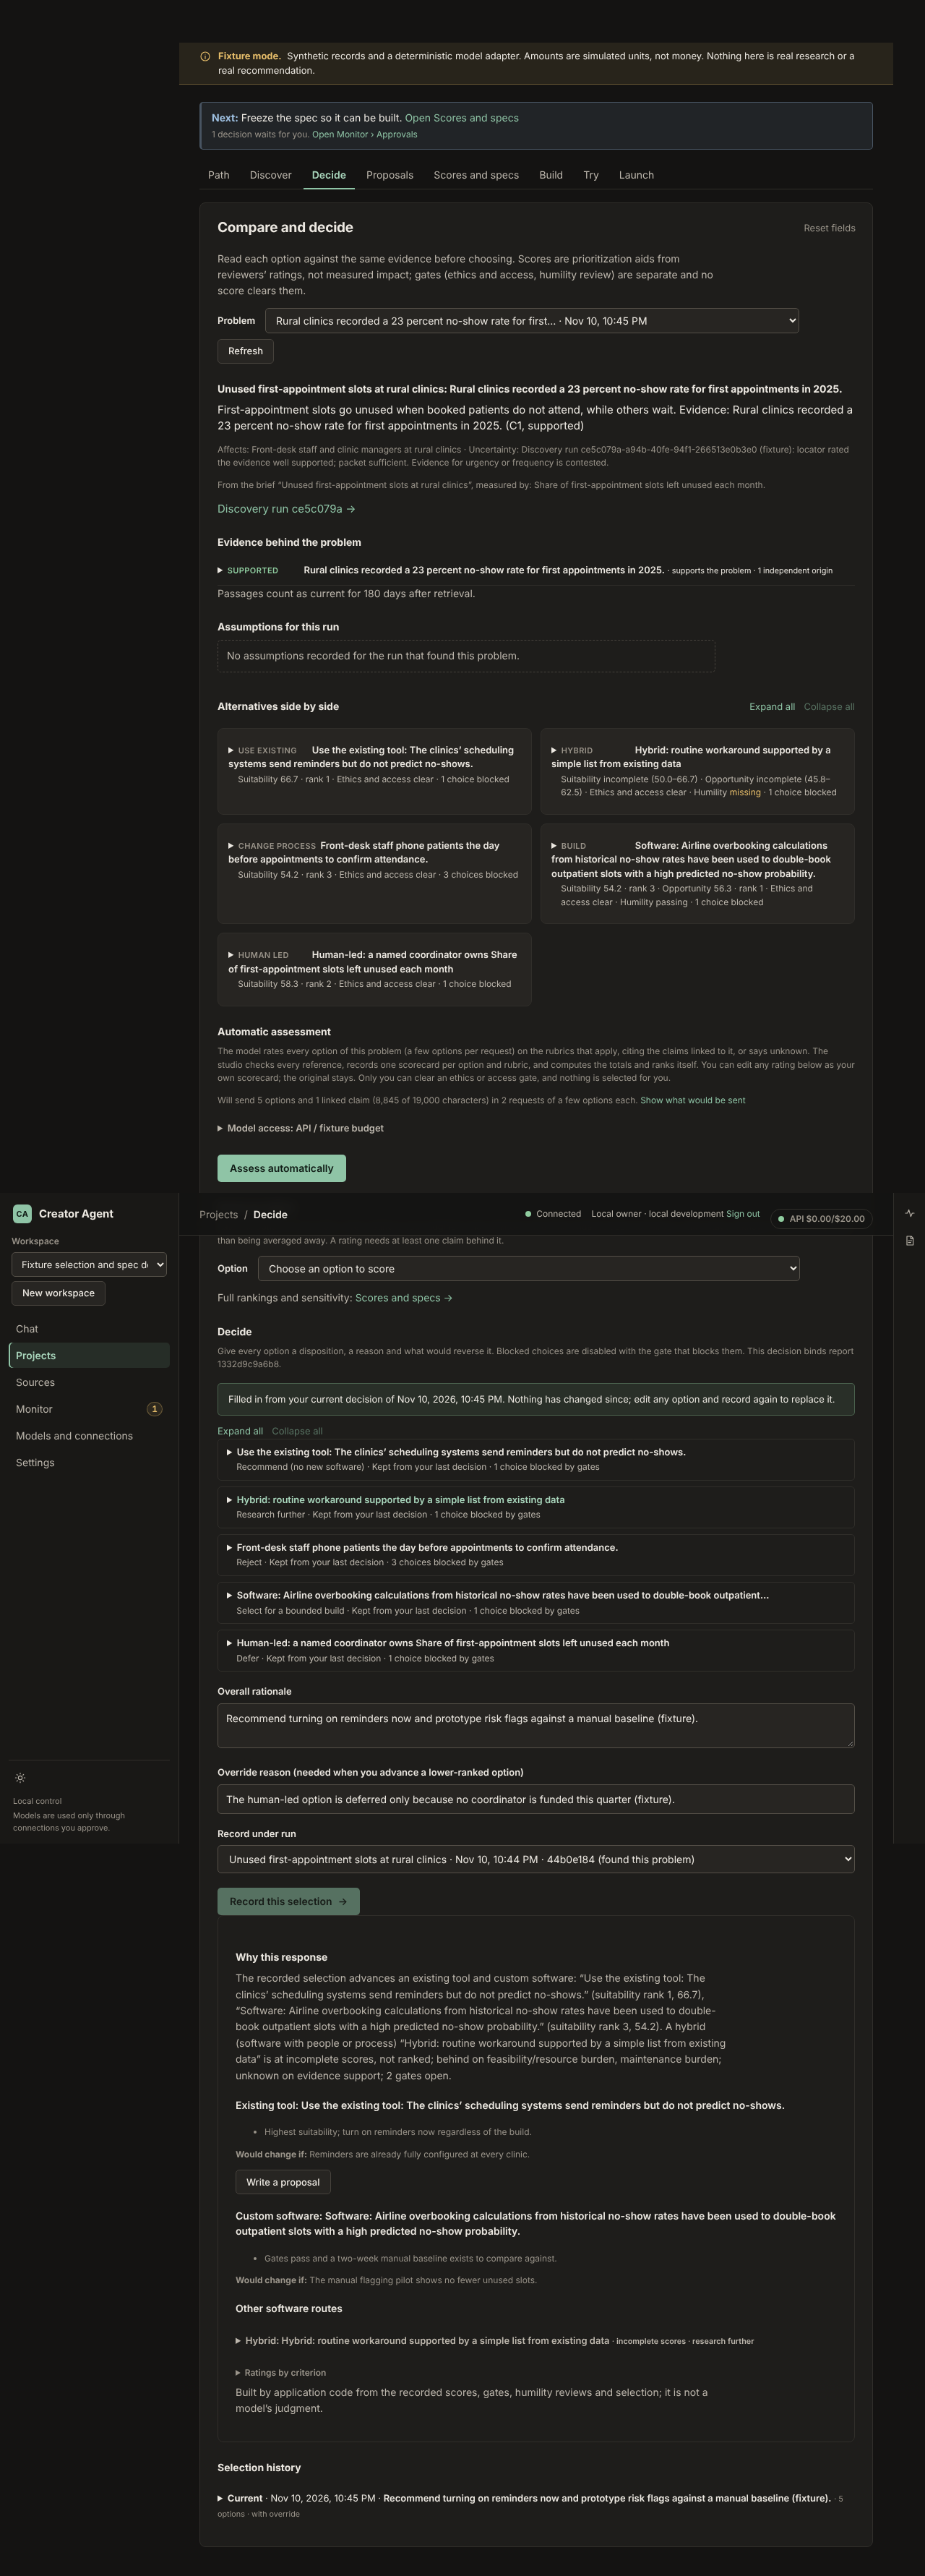 Fixture mode. Synthetic records and a deterministic model adapter. Amounts are simulated units, not money. Nothing here is real research or a
real recommendation.
Next: Freeze the spec so it can be built. Open Scores and specs
1 decision waits for you. Open Monitor › Approvals
Path Discover Decide Proposals Scores and specs Build Try Launch
Compare and decide
Reset fields
Read each option against the same evidence before choosing. Scores are prioritization aids from
reviewers’ ratings, not measured impact; gates (ethics and access, humility review) are separate and no
score clears them.
Problem Rural clinics recorded a 23 percent no-show rate for first… · Nov 10, 10:45 PM
Refresh
Unused first-appointment slots at rural clinics: Rural clinics recorded a 23 percent no-show rate for first appointments in 2025.
First-appointment slots go unused when booked patients do not attend, while others wait. Evidence: Rural clinics recorded a
23 percent no-show rate for first appointments in 2025. (C1, supported)
Affects: Front-desk staff and clinic managers at rural clinics · Uncertainty: Discovery run ce5c079a-a94b-40fe-94f1-266513e0b3e0 (fixture): locator rated
the evidence well supported; packet sufficient. Evidence for urgency or frequency is contested.
From the brief “Unused first-appointment slots at rural clinics”, measured by: Share of first-appointment slots left unused each month.
Discovery run ce5c079a →
Evidence behind the problem
SUPPORTED Rural clinics recorded a 23 percent no-show rate for first appointments in 2025. · supports the problem · 1 independent origin
Passages count as current for 180 days after retrieval.
Assumptions for this run
No assumptions recorded for the run that found this problem.
Alternatives side by side
Expand all Collapse all
USE EXISTING Use the existing tool: The clinics’ scheduling
systems send reminders but do not predict no-shows.
Suitability 66.7 · rank 1 · Ethics and access clear · 1 choice blocked
HYBRID Hybrid: routine workaround supported by a
simple list from existing data
Suitability incomplete (50.0–66.7) · Opportunity incomplete (45.8–
62.5) · Ethics and access clear · Humility missing · 1 choice blocked
CHANGE PROCESS Front-desk staff phone patients the day
before appointments to confirm attendance.
Suitability 54.2 · rank 3 · Ethics and access clear · 3 choices blocked
BUILD Software: Airline overbooking calculations
from historical no-show rates have been used to double-book
outpatient slots with a high predicted no-show probability.
Suitability 54.2 · rank 3 · Opportunity 56.3 · rank 1 · Ethics and
access clear · Humility passing · 1 choice blocked
HUMAN LED Human-led: a named coordinator owns Share
of first-appointment slots left unused each month
Suitability 58.3 · rank 2 · Ethics and access clear · 1 choice blocked
Automatic assessment
The model rates every option of this problem (a few options per request) on the rubrics that apply, citing the claims linked to it, or says unknown. The
studio checks every reference, records one scorecard per option and rubric, and computes the totals and ranks itself. You can edit any rating below as your
own scorecard; the original stays. Only you can clear an ethics or access gate, and nothing is selected for you.
Will send 5 options and 1 linked claim (8,845 of 19,000 characters) in 2 requests of a few options each. Show what would be sent
Model access: API / fixture budget
Assess automatically
CA Creator Agent
Workspace
Fixture selection and spec d
New workspace
Chat
Projects
Sources
Monitor 1
Models and connections
Settings
Local control
Models are used only through
connections you approve.
Projects / Decide
Connected Local owner · local development Sign out API $0.00/$20.00
than being averaged away. A rating needs at least one claim behind it.
Option Choose an option to score
Full rankings and sensitivity: Scores and specs →
Decide
Give every option a disposition, a reason and what would reverse it. Blocked choices are disabled with the gate that blocks them. This decision binds report
1332d9c9a6b8.
Filled in from your current decision of Nov 10, 2026, 10:45 PM. Nothing has changed since; edit any option and record again to replace it.
Expand all Collapse all
Use the existing tool: The clinics’ scheduling systems send reminders but do not predict no-shows.
Recommend (no new software) · Kept from your last decision · 1 choice blocked by gates
Hybrid: routine workaround supported by a simple list from existing data
Research further · Kept from your last decision · 1 choice blocked by gates
Front-desk staff phone patients the day before appointments to confirm attendance.
Reject · Kept from your last decision · 3 choices blocked by gates
Software: Airline overbooking calculations from historical no-show rates have been used to double-book outpatient…
Select for a bounded build · Kept from your last decision · 1 choice blocked by gates
Human-led: a named coordinator owns Share of first-appointment slots left unused each month
Defer · Kept from your last decision · 1 choice blocked by gates
Overall rationale
Recommend turning on reminders now and prototype risk flags against a manual baseline (fixture).
Override reason (needed when you advance a lower-ranked option)
The human-led option is deferred only because no coordinator is funded this quarter (fixture).
Record under run
Unused first-appointment slots at rural clinics · Nov 10, 10:44 PM · 44b0e184 (found this problem)
Record this selection →
Why this response
The recorded selection advances an existing tool and custom software: “Use the existing tool: The
clinics’ scheduling systems send reminders but do not predict no-shows.” (suitability rank 1, 66.7),
“Software: Airline overbooking calculations from historical no-show rates have been used to double-
book outpatient slots with a high predicted no-show probability.” (suitability rank 3, 54.2). A hybrid
(software with people or process) “Hybrid: routine workaround supported by a simple list from existing
data” is at incomplete scores, not ranked; behind on feasibility/resource burden, maintenance burden;
unknown on evidence support; 2 gates open.
Existing tool: Use the existing tool: The clinics’ scheduling systems send reminders but do not predict no-shows.
• Highest suitability; turn on reminders now regardless of the build.
Would change if: Reminders are already fully configured at every clinic.
Write a proposal
Custom software: Software: Airline overbooking calculations from historical no-show rates have been used to double-book
outpatient slots with a high predicted no-show probability.
• Gates pass and a two-week manual baseline exists to compare against.
Would change if: The manual flagging pilot shows no fewer unused slots.
Other software routes
Hybrid: Hybrid: routine workaround supported by a simple list from existing data · incomplete scores · research further
Ratings by criterion
Built by application code from the recorded scores, gates, humility reviews and selection; it is not a
model’s judgment.
Selection history
Current · Nov 10, 2026, 10:45 PM · Recommend turning on reminders now and prototype risk flags against a manual baseline (fixture). · 5
options · with override